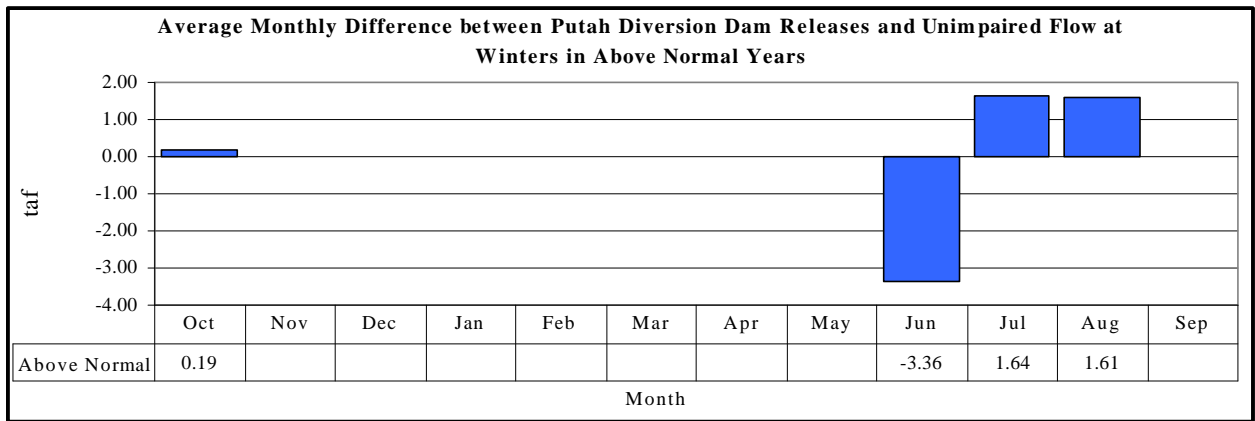 Average Monthly Difference between Putah Diversion Dam Releases and Unimpaired Flow at
Winters in Above Normal Years
taf
2.00
1.00
0.00
-1.00
-2.00
-3.00
-4.00
Oct Nov Dec Jan Feb Mar Apr May Jun Jul Aug Sep
Above Normal 0.19 -3.36 1.64 1.61
Month